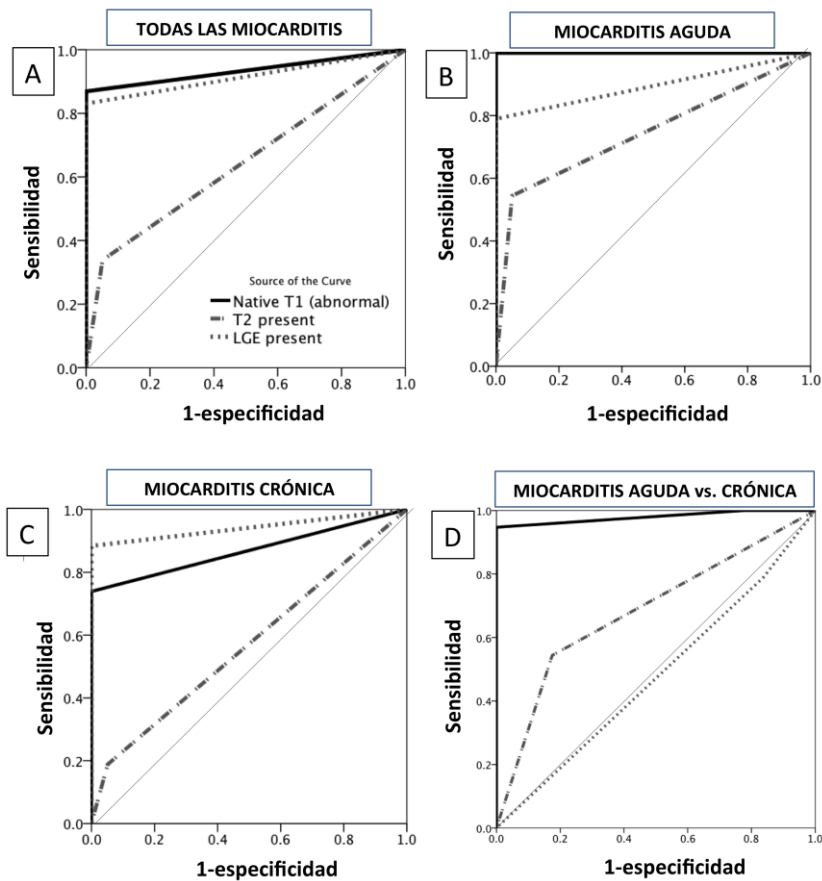 TODAS LAS MIOCARDITIS
A
1.0
0.8
0.6
0.4
0.2
0.0
Sensibilidad
Source of the Curve
Native T1 (abnormal)
T2 present
LGE present
0.0 0.2 0.4 0.6 0.8 1.0
1-especificidad
MIOCARDITIS AGUDA
B
1.0
0.8
0.6
0.4
0.2
0.0
Sensibilidad
0.0 0.2 0.4 0.6 0.8 1.0
1-especificidad
MIOCARDITIS CRÓNICA
C
1.0
0.8
0.6
0.4
0.2
0.0
Sensibilidad
0.0 0.2 0.4 0.6 0.8 1.0
1-especificidad
MIOCARDITIS AGUDA vs. CRÓNICA
D
1.0
0.8
0.6
0.4
0.2
0.0
Sensibilidad
0.0 0.2 0.4 0.6 0.8 1.0
1-especificidad